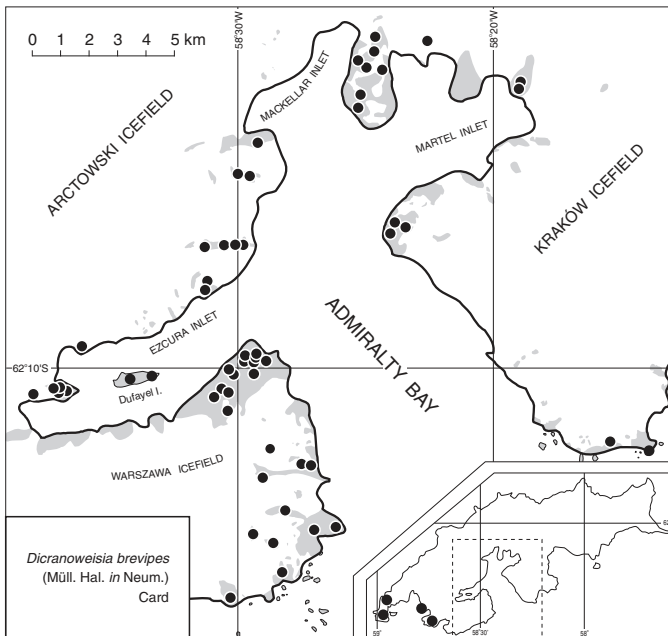 58°30'W
58°20'W
0 1 2 3 4 5 km
MACKELLAR INLET
MARTEL INLET
ARCTOWSKI ICEFIELD
KRAKÓW ICEFIELD
EZCURA INLET
ADMIRALTY BAY
62°10'S
Dufayel I.
WARSZAWA ICEFIELD
Dicranoweisia brevipes
(Müll. Hal. in Neum.)
Card
62
59°
58°30'
58°